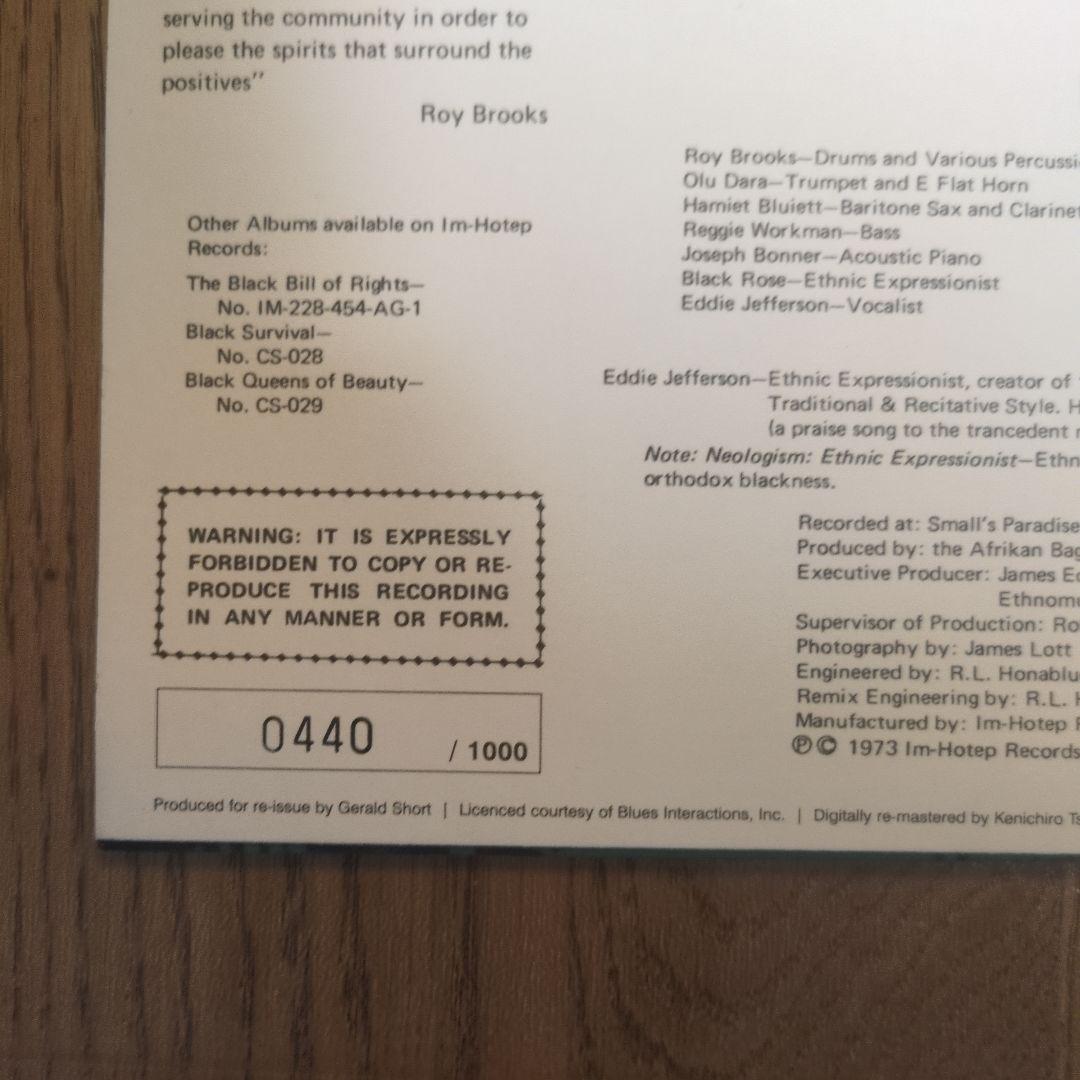 serving the community in order to
please the spirits that surround the
positives"
Roy Brooks
Other Albums available on Im-Hotep
Records:
The Black Bill of Rights—
No. IM-228-454-AG-1
Black Survival—
No. CS-028
Black Queens of Beauty—
No. CS-029
WARNING: IT IS EXPRESSLY
FORBIDDEN TO COPY OR RE-
PRODUCE THIS RECORDING
IN ANY MANNER OR FORM.
0440 / 1000
Roy Brooks—Drums and Various
Olu Dara—Trumpet and E Flat Horn
Hamiet Bluiett—Baritone Sax and
Reggie Workman—Bass
Joseph Bonner—Acoustic Piano
Black Rose—Ethnic Expressionist
Eddie Jefferson—Vocalist
Eddie Jefferson—Ethnic Expressionist, creator of
Traditional & Recitative Style.
(a praise song to the trancedent
Note: Neologism: Ethnic Expressionist—
orthodox blackness.
Recorded at: Small's Paradise
Produced by: the Afrikan
Executive Producer: James
Supervisor of Production:
Photography by: James Lott
Engineered by: R.L.
Remix Engineering by: R.L.
Manufactured by: Im-Hotep
℗© 1973 Im-Hotep Records
Produced for re-issue by Gerald Short | Licenced courtesy of Blues Interactions, Inc. | Digitally re-mastered by Kenichiro